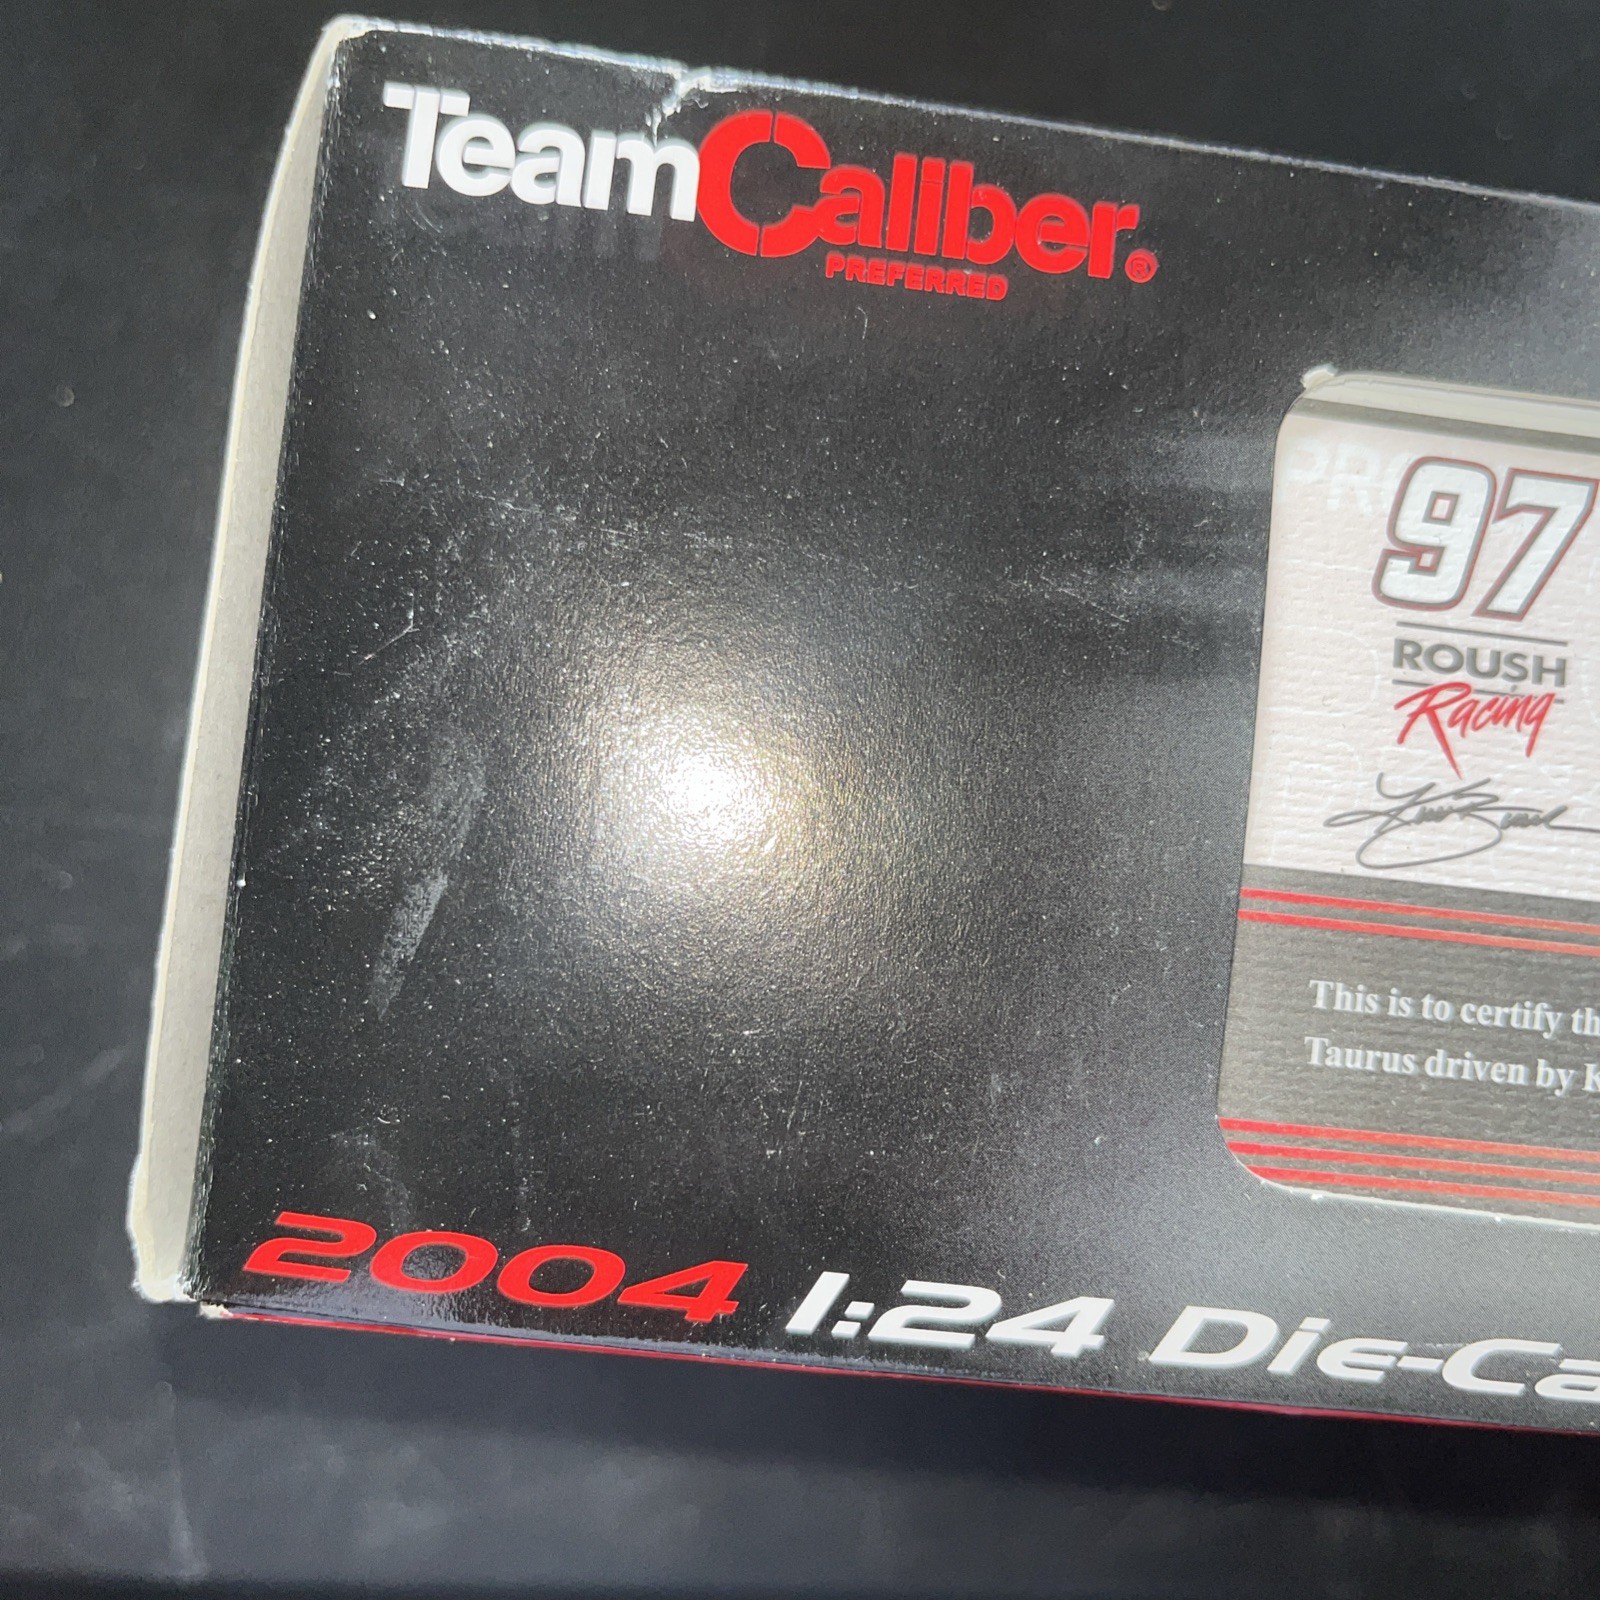 TeamCaliber®
PREFERRED
97
ROUSH
Racing
This is to certify th
Taurus driven by K
2004 1:24 Die-Ca